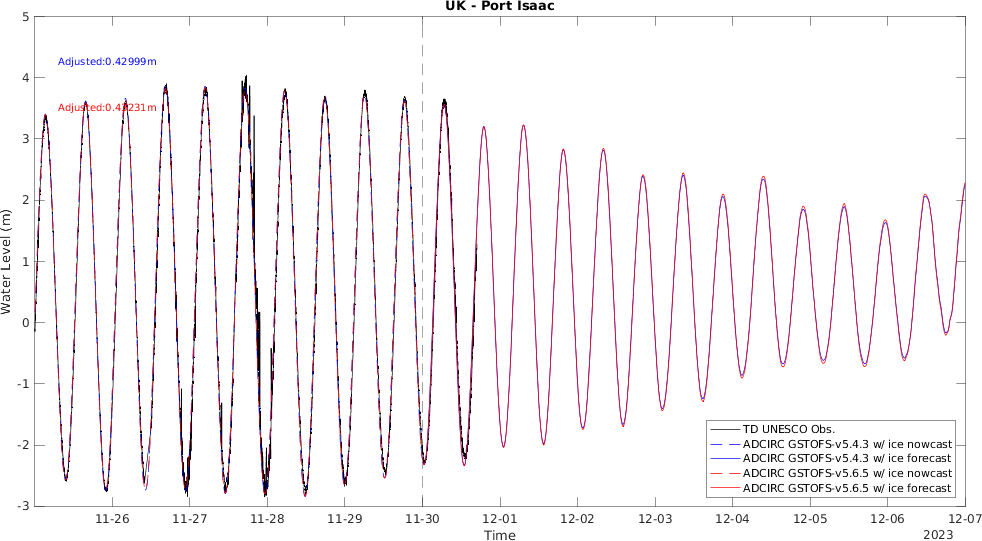 UK - Port Isaac
5
4
3
2
1
0
-1
-2
-3
Water Level (m)
Adjusted:0.42999m
Adjusted:0.43231m
TD UNESCO Obs.
ADCIRC GSTOFS-v5.4.3 w/ ice nowcast
ADCIRC GSTOFS-v5.4.3 w/ ice forecast
ADCIRC GSTOFS-v5.6.5 w/ ice nowcast
ADCIRC GSTOFS-v5.6.5 w/ ice forecast
11-26 11-27 11-28 11-29 11-30 12-01 12-02 12-03 12-04 12-05 12-06 12-07
Time
2023